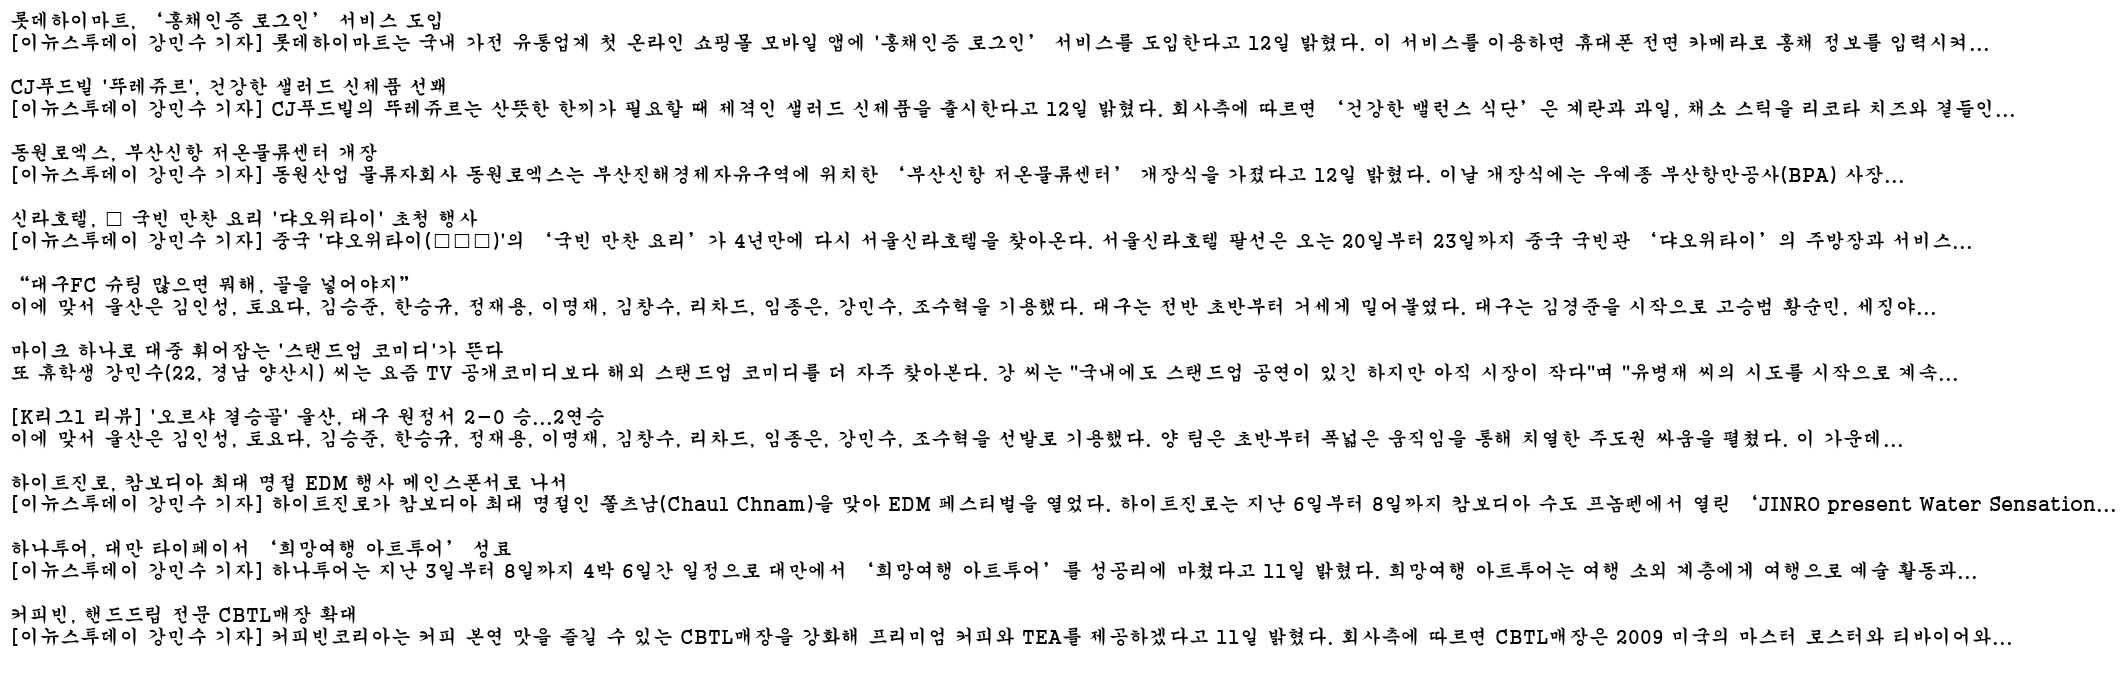 롯데하이마트, ‘홍채인증 로그인’ 서비스 도입
[이뉴스투데이 강민수 기자] 롯데하이마트는 국내 가전 유통업계 첫 온라인 쇼핑몰 모바일 앱에 '홍채인증 로그인’ 서비스를 도입한다고 12일 밝혔다. 이 서비스를 이용하면 휴대폰 전면 카메라로 홍채 정보를 입력시켜...
CJ푸드빌 '뚜레쥬르', 건강한 샐러드 신제품 선봬
[이뉴스투데이 강민수 기자] CJ푸드빌의 뚜레쥬르는 산뜻한 한끼가 필요할 때 제격인 샐러드 신제품을 출시한다고 12일 밝혔다. 회사측에 따르면 ‘건강한 밸런스 식단’은 계란과 과일, 채소 스틱을 리코타 치즈와 곁들인...
동원로엑스, 부산신항 저온물류센터 개장
[이뉴스투데이 강민수 기자] 동원산업 물류자회사 동원로엑스는 부산진해경제자유구역에 위치한 ‘부산신항 저온물류센터’ 개장식을 가졌다고 12일 밝혔다. 이날 개장식에는 우예종 부산항만공사(BPA) 사장...
신라호텔, □ 국빈 만찬 요리 '댜오위타이' 초청 행사
[이뉴스투데이 강민수 기자] 중국 '댜오위타이(□□□)'의 ‘국빈 만찬 요리’가 4년만에 다시 서울신라호텔을 찾아온다. 서울신라호텔 팔선은 오는 20일부터 23일까지 중국 국빈관 ‘댜오위타이’의 주방장과 서비스...
“대구FC 슈팅 많으면 뭐해, 골을 넣어야지”
이에 맞서 울산은 김인성, 토요다, 김승준, 한승규, 정재용, 이명재, 김창수, 리차드, 임종은, 강민수, 조수혁을 기용했다. 대구는 전반 초반부터 거세게 밀어붙였다. 대구는 김경준을 시작으로 고승범 황순민, 세징야...
마이크 하나로 대중 휘어잡는 '스탠드업 코미디'가 뜬다
또 휴학생 강민수(22, 경남 양산시) 씨는 요즘 TV 공개코미디보다 해외 스탠드업 코미디를 더 자주 찾아본다. 강 씨는 "국내에도 스탠드업 공연이 있긴 하지만 아직 시장이 작다"며 "유병재 씨의 시도를 시작으로 계속...
[K리그1 리뷰] '오르샤 결승골' 울산, 대구 원정서 2-0 승...2연승
이에 맞서 울산은 김인성, 토요다, 김승준, 한승규, 정재용, 이명재, 김창수, 리차드, 임종은, 강민수, 조수혁을 선발로 기용했다. 양 팀은 초반부터 폭넓은 움직임을 통해 치열한 주도권 싸움을 펼쳤다. 이 가운데...
하이트진로, 캄보디아 최대 명절 EDM 행사 메인스폰서로 나서
[이뉴스투데이 강민수 기자] 하이트진로가 캄보디아 최대 명절인 쫄츠남(Chaul Chnam)을 맞아 EDM 페스티벌을 열었다. 하이트진로는 지난 6일부터 8일까지 캄보디아 수도 프놈펜에서 열린 ‘JINRO present Water Sensation...
하나투어, 대만 타이페이서 ‘희망여행 아트투어’ 성료
[이뉴스투데이 강민수 기자] 하나투어는 지난 3일부터 8일까지 4박 6일간 일정으로 대만에서 ‘희망여행 아트투어’를 성공리에 마쳤다고 11일 밝혔다. 희망여행 아트투어는 여행 소외 계층에게 여행으로 예술 활동과...
커피빈, 핸드드립 전문 CBTL매장 확대
[이뉴스투데이 강민수 기자] 커피빈코리아는 커피 본연 맛을 즐길 수 있는 CBTL매장을 강화해 프리미엄 커피와 TEA를 제공하겠다고 11일 밝혔다. 회사측에 따르면 CBTL매장은 2009 미국의 마스터 로스터와 티바이어와...